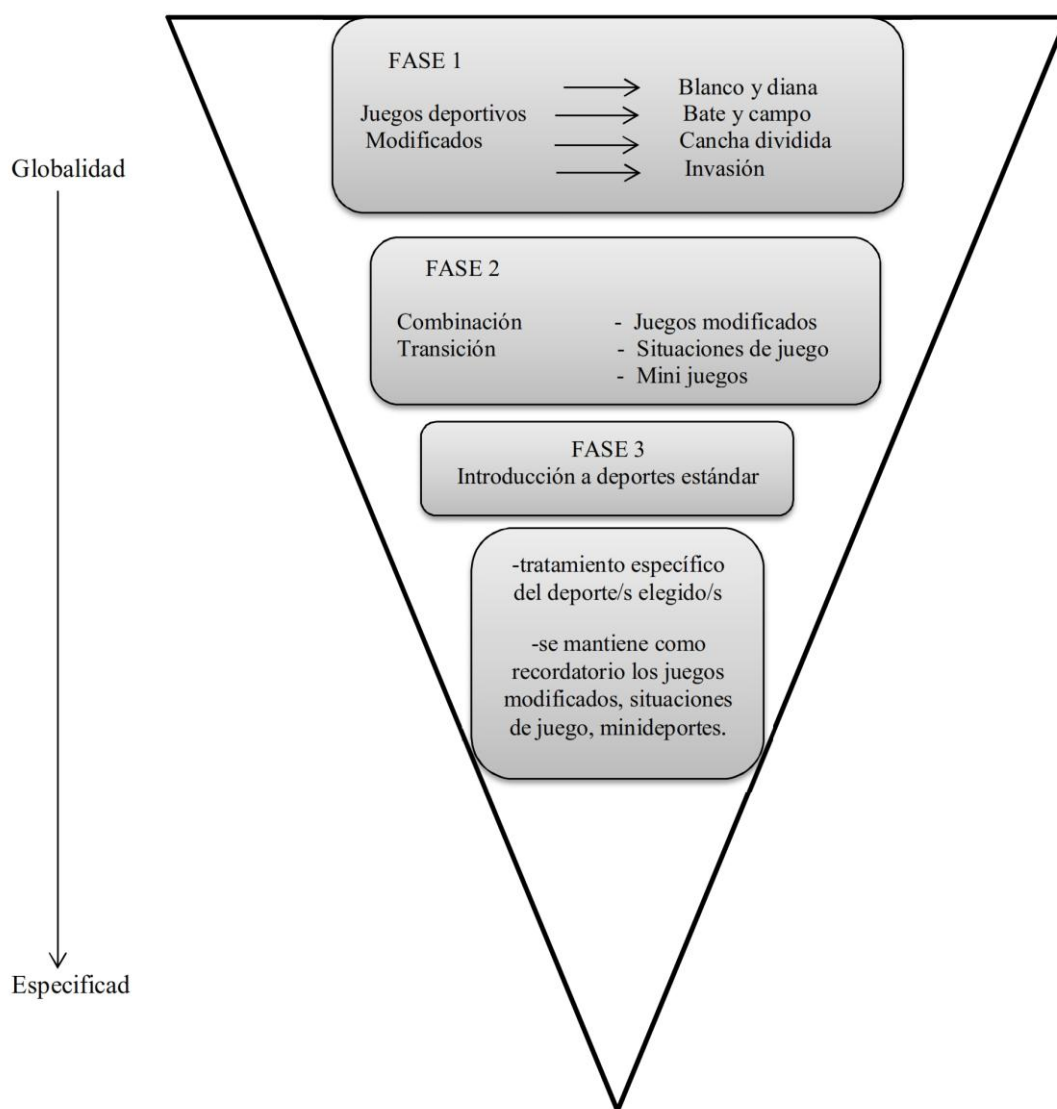 FASE 1
Blanco y diana
Juegos deportivos Bate y campo
Modificados Cancha dividida
Invasión
Globalidad
FASE 2
Combinación - Juegos modificados
Transición - Situaciones de juego
- Mini juegos
FASE 3
Introducción a deportes estándar
-tratamiento específico
del deporte/s elegido/s
-se mantiene como
recordatorio los juegos
modificados, situaciones
de juego, minideportes.
Especificad